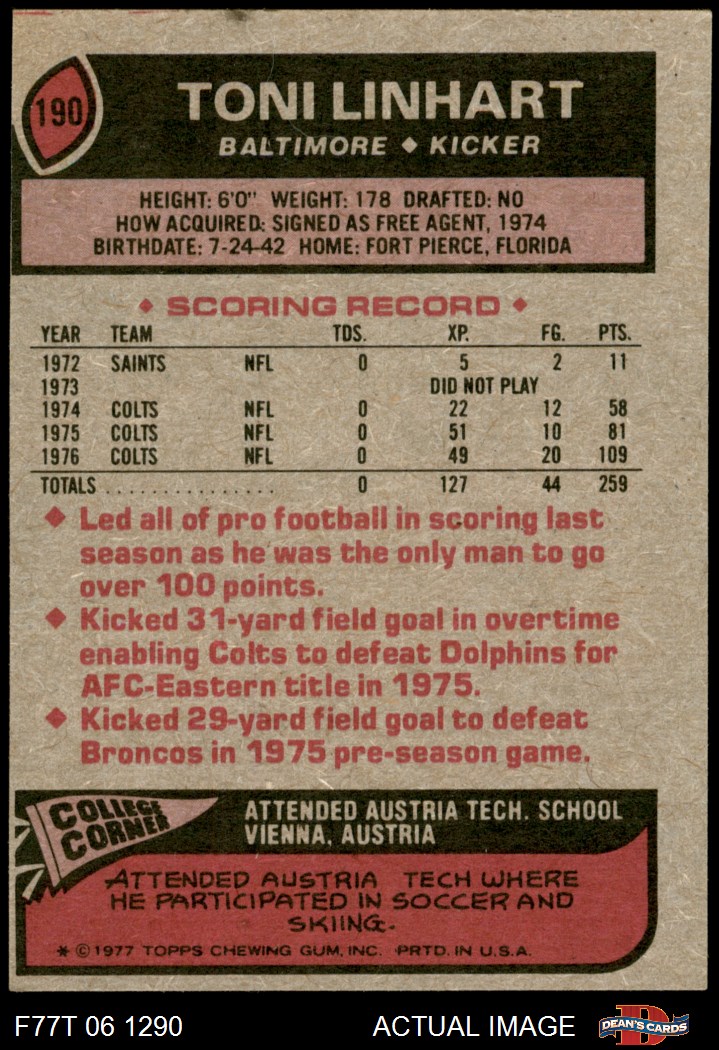 190
TONI LINHART
BALTIMORE ◆ KICKER
HEIGHT: 6'0" WEIGHT: 178 DRAFTED: NO
HOW ACQUIRED: SIGNED AS FREE AGENT, 1974
BIRTHDATE: 7-24-42 HOME: FORT PIERCE, FLORIDA
◆ SCORING RECORD ◆
YEAR TEAM TDS. XP. FG. PTS.
1972 SAINTS NFL 0 5 2 11
1973 DID NOT PLAY
1974 COLTS NFL 0 22 12 58
1975 COLTS NFL 0 51 10 81
1976 COLTS NFL 0 49 20 109
TOTALS ................ 0 127 44 259
◆ Led all of pro football in scoring last
season as he was the only man to go
over 100 points.
◆ Kicked 31-yard field goal in overtime
enabling Colts to defeat Dolphins for
AFC-Eastern title in 1975.
◆ Kicked 29-yard field goal to defeat
Broncos in 1975 pre-season game.
COLLEGE
CORNER
ATTENDED AUSTRIA TECH. SCHOOL
VIENNA, AUSTRIA
ATTENDED AUSTRIA TECH WHERE
HE PARTICIPATED IN SOCCER AND
SKIING.
* © 1977 TOPPS CHEWING GUM, INC. PRTD. IN U.S.A.
F77T 06 1290 ACTUAL IMAGE
D
DEAN'S CARDS